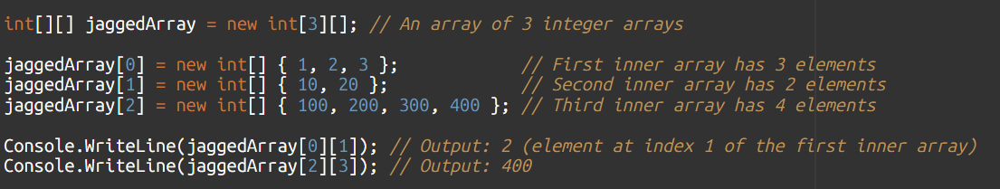 int[][] jaggedArray = new int[3][]; // An array of 3 integer arrays
jaggedArray[0] = new int[] { 1, 2, 3 };            // First inner array has 3 elements
jaggedArray[1] = new int[] { 10, 20 };             // Second inner array has 2 elements
jaggedArray[2] = new int[] { 100, 200, 300, 400 }; // Third inner array has 4 elements
Console.WriteLine(jaggedArray[0][1]); // Output: 2 (element at index 1 of the first inner array)
Console.WriteLine(jaggedArray[2][3]); // Output: 400